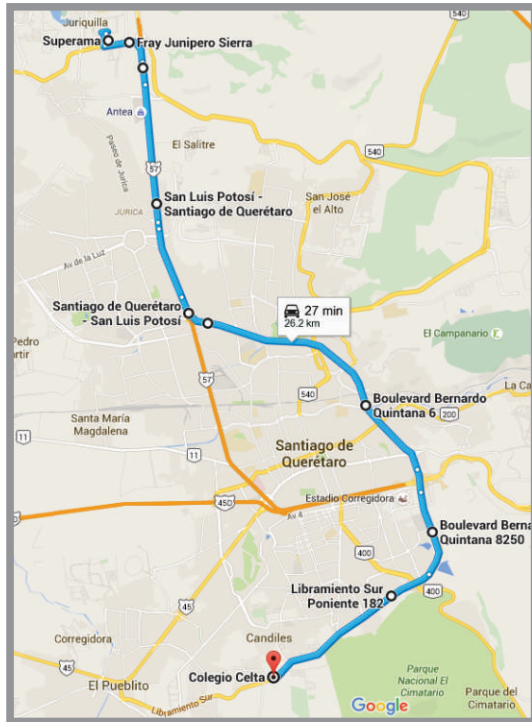 Juriquilla
Superama
Fray Junipero Sierra
Antea
El Salitre
540
540
Paseo de Jurica
57
JURICA
San Luis Potosí -
Santiago de Querétaro
San José
el Alto
Av de la Luz
Santiago de Querétaro
- San Luis Potosí
27 min
26.2 km
El Campanario
Pedro
57
540
Boulevard Bernardo
Quintana 6
La Ca
200
11
Santa María
Magdalena
11
Santiago de
Querétaro
Estadio Corregidora
45D
Av 4
Boulevard Berna
Quintana 8250
400
Libramiento Sur
Poniente 182
400
45
Corregidora
Candiles
45
El Pueblito
Colegio Celta
Libramiento Sur
Parque
Nacional El
Cimatario
Parque del
Cimatario
Google